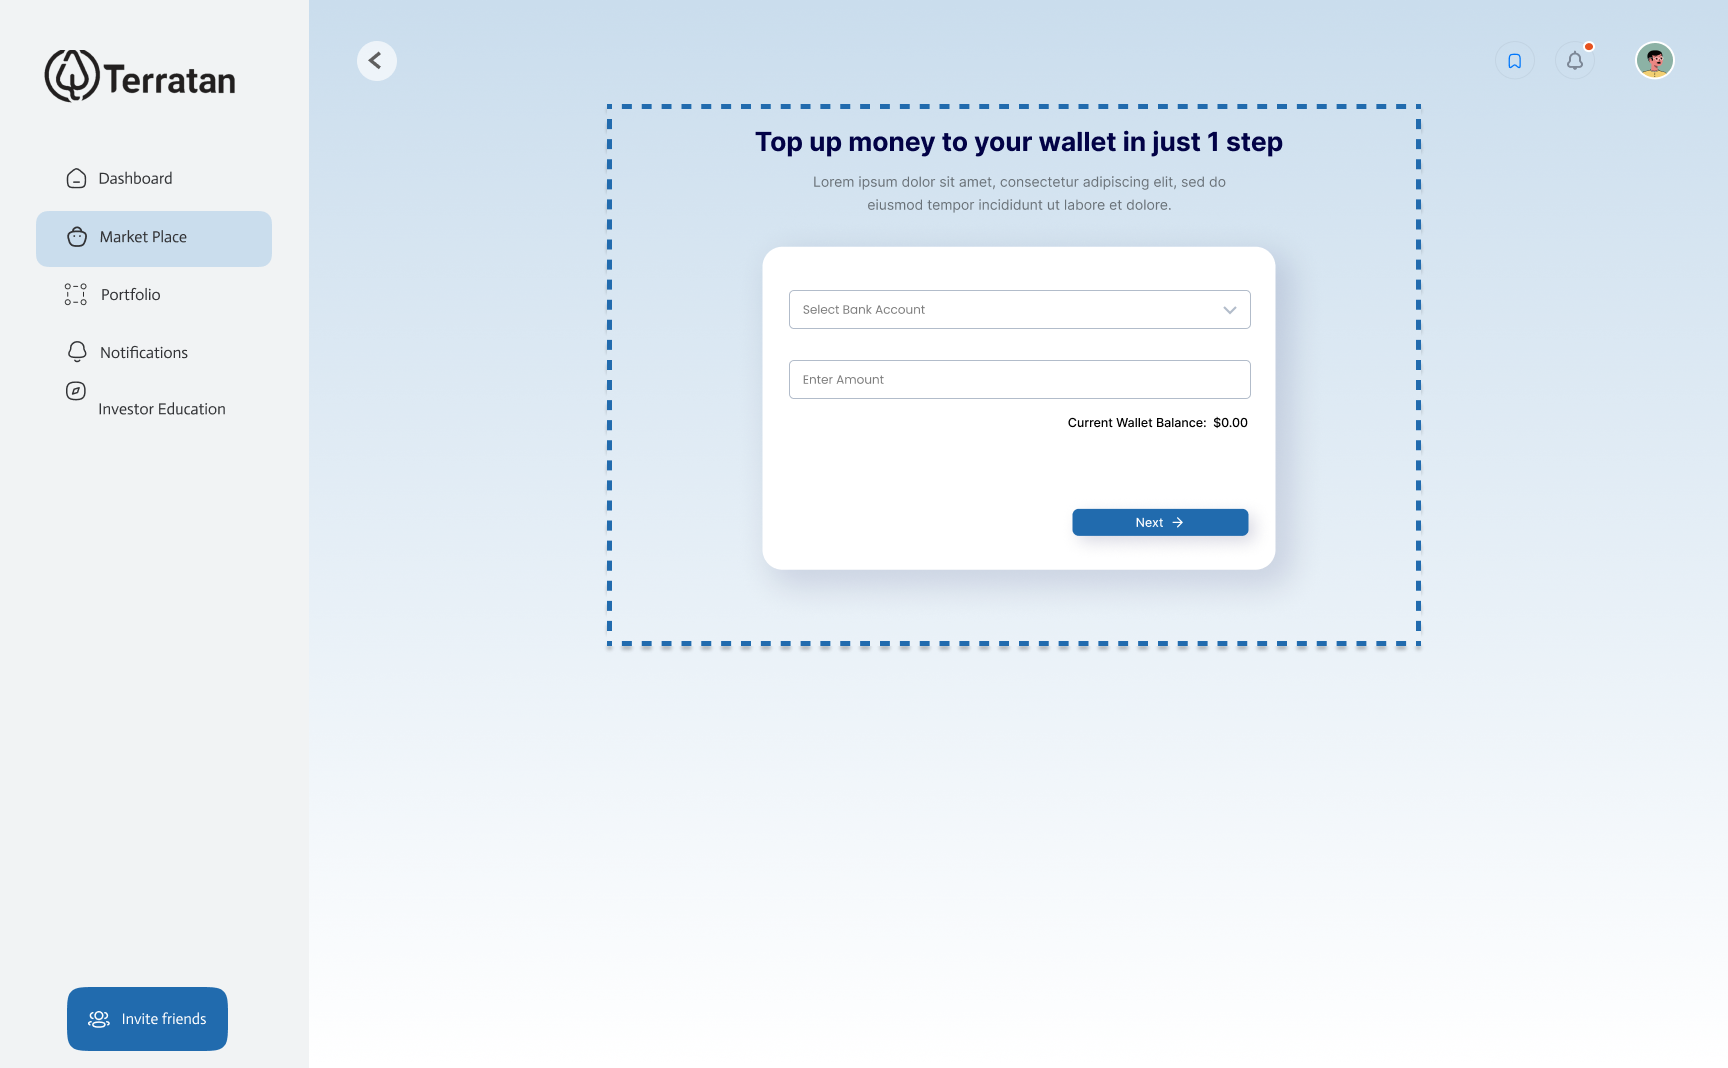 Terratan
Dashboard
Market Place
Portfolio
Notifications
Investor Education
Invite friends
Top up money to your wallet in just 1 step
Lorem ipsum dolor sit amet, consectetur adipiscing elit, sed do
eiusmod tempor incididunt ut labore et dolore.
Select Bank Account
Enter Amount
Current Wallet Balance: $0.00
Next